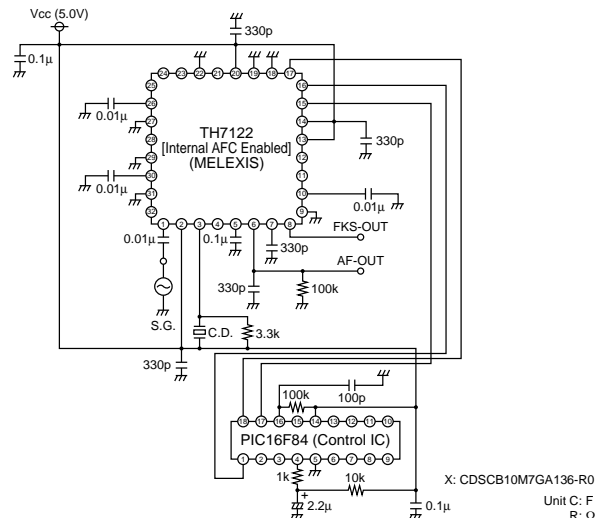 Vcc (5.0V)
330p
0.1μ
24 23 22 21 20 19 18 17
25 16
26 15
0.01μ
27 14
28 13
TH7122
[Internal AFC Enabled]
(MELEXIS)
330p
29 12
30 11
0.01μ
31 10
0.01μ
32 9
1 2 3 4 5 6 7 8
FKS-OUT
0.01μ
0.1μ
330p
AF-OUT
330p
100k
S.G.
C.D.
3.3k
330p
100k
100p
18 17 16 15 14 13 12 11 10
PIC16F84 (Control IC)
1 2 3 4 5 6 7 8 9
1k
10k
+
2.2μ
0.1μ
X: CDSCB10M7GA136-R0
Unit C: F
R: Ω